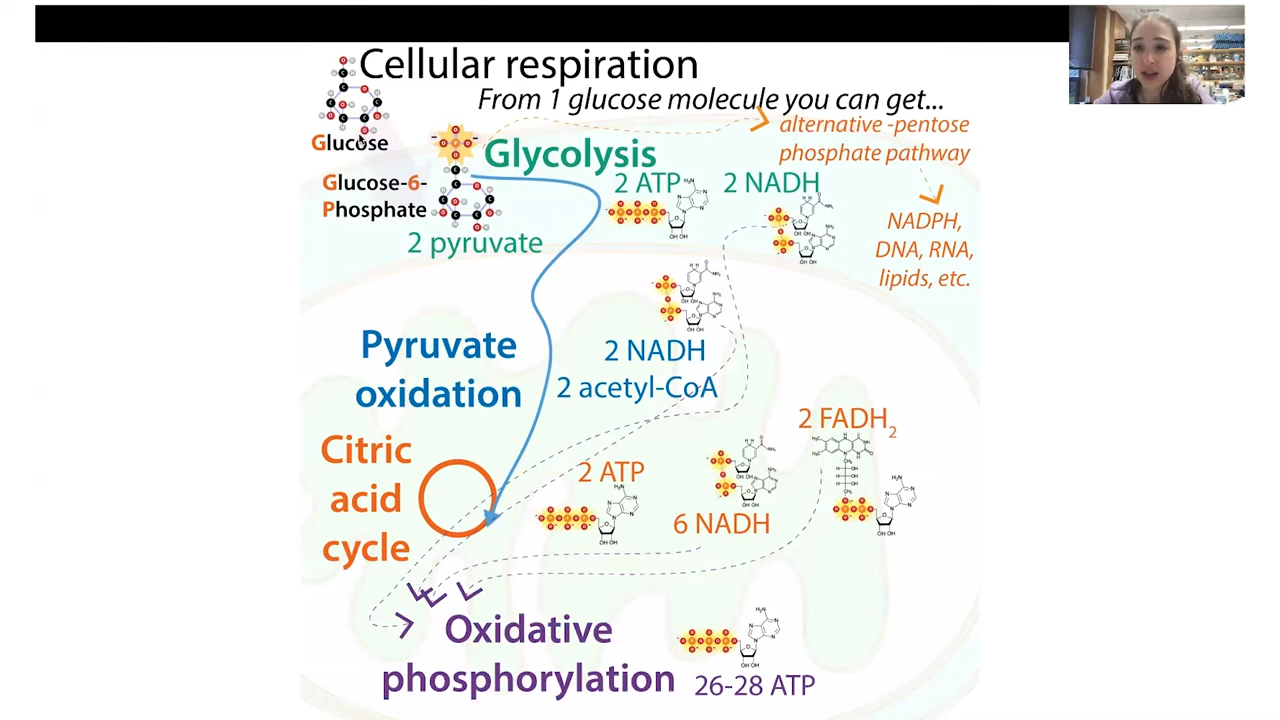 Cellular respiration
From 1 glucose molecule you can get...
Glucose
alternative -pentose
phosphate pathway
Glycolysis
Glucose-6-
Phosphate
2 ATP
2 NADH
NADPH,
DNA, RNA,
lipids, etc.
2 pyruvate
Pyruvate
oxidation
2 NADH
2 acetyl-CoA
Citric
acid
cycle
2 ATP
6 NADH
2 FADH2
Oxidative
phosphorylation
26-28 ATP